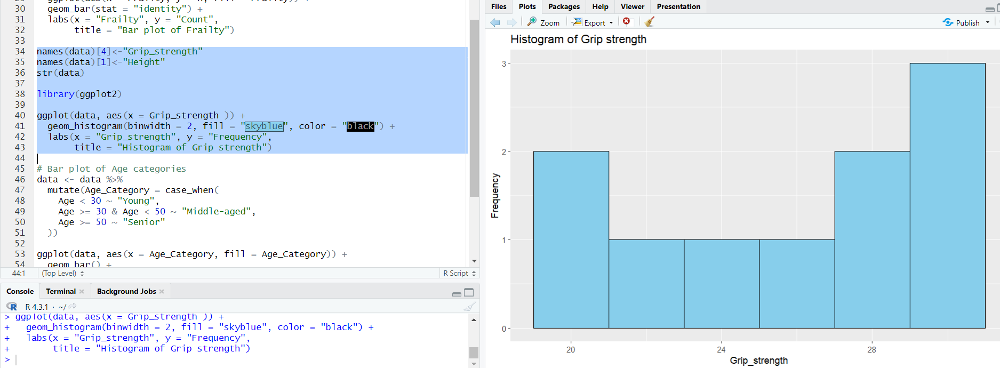 30 geom_bar(stat = "identity") +
31 labs(x = "Frailty", y = "Count",
32 title = "Bar plot of Frailty")
33
34 names(data)[4]<-"Grip_strength"
35 names(data)[1]<-"Height"
36 str(data)
37
38 library(ggplot2)
39
40 ggplot(data, aes(x = Grip_strength )) +
41 geom_histogram(binwidth = 2, fill = "skyblue", color = "black") +
42 labs(x = "Grip_strength", y = "Frequency",
43 title = "Histogram of Grip strength")
44
45 # Bar plot of Age categories
46 data <- data %>%
47 mutate(Age_Category = case_when(
48 Age < 30 ~ "Young",
49 Age >= 30 & Age < 50 ~ "Middle-aged",
50 Age >= 50 ~ "Senior"
51 ))
52
53 ggplot(data, aes(x = Age_Category, fill = Age_Category)) +
54 geom_bar() +
44:1 (Top Level) R Script
Console Terminal Background Jobs
R 4.3.1 · ~/
> ggplot(data, aes(x = Grip_strength )) +
+ geom_histogram(binwidth = 2, fill = "skyblue", color = "black") +
+ labs(x = "Grip_strength", y = "Frequency",
+ title = "Histogram of Grip strength")
>
Files Plots Packages Help Viewer Presentation
Zoom Export Publish
Histogram of Grip strength
3
2
1
0
Frequency
20 24 28
Grip_strength